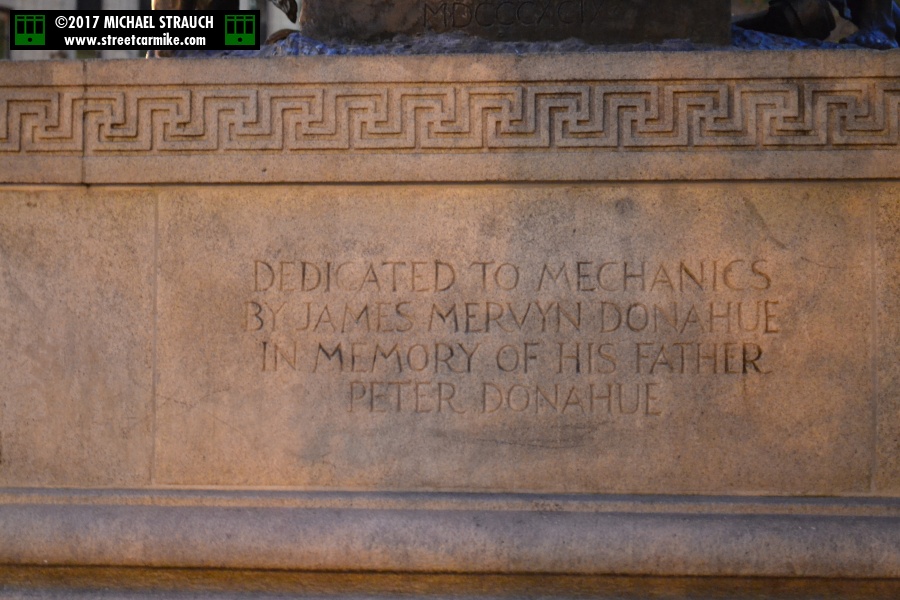 ©2017 MICHAEL STRAUCH
www.streetcarmike.com
DEDICATED TO MECHANICS
BY JAMES MERVYN DONAHUE
IN MEMORY OF HIS FATHER
PETER DONAHUE